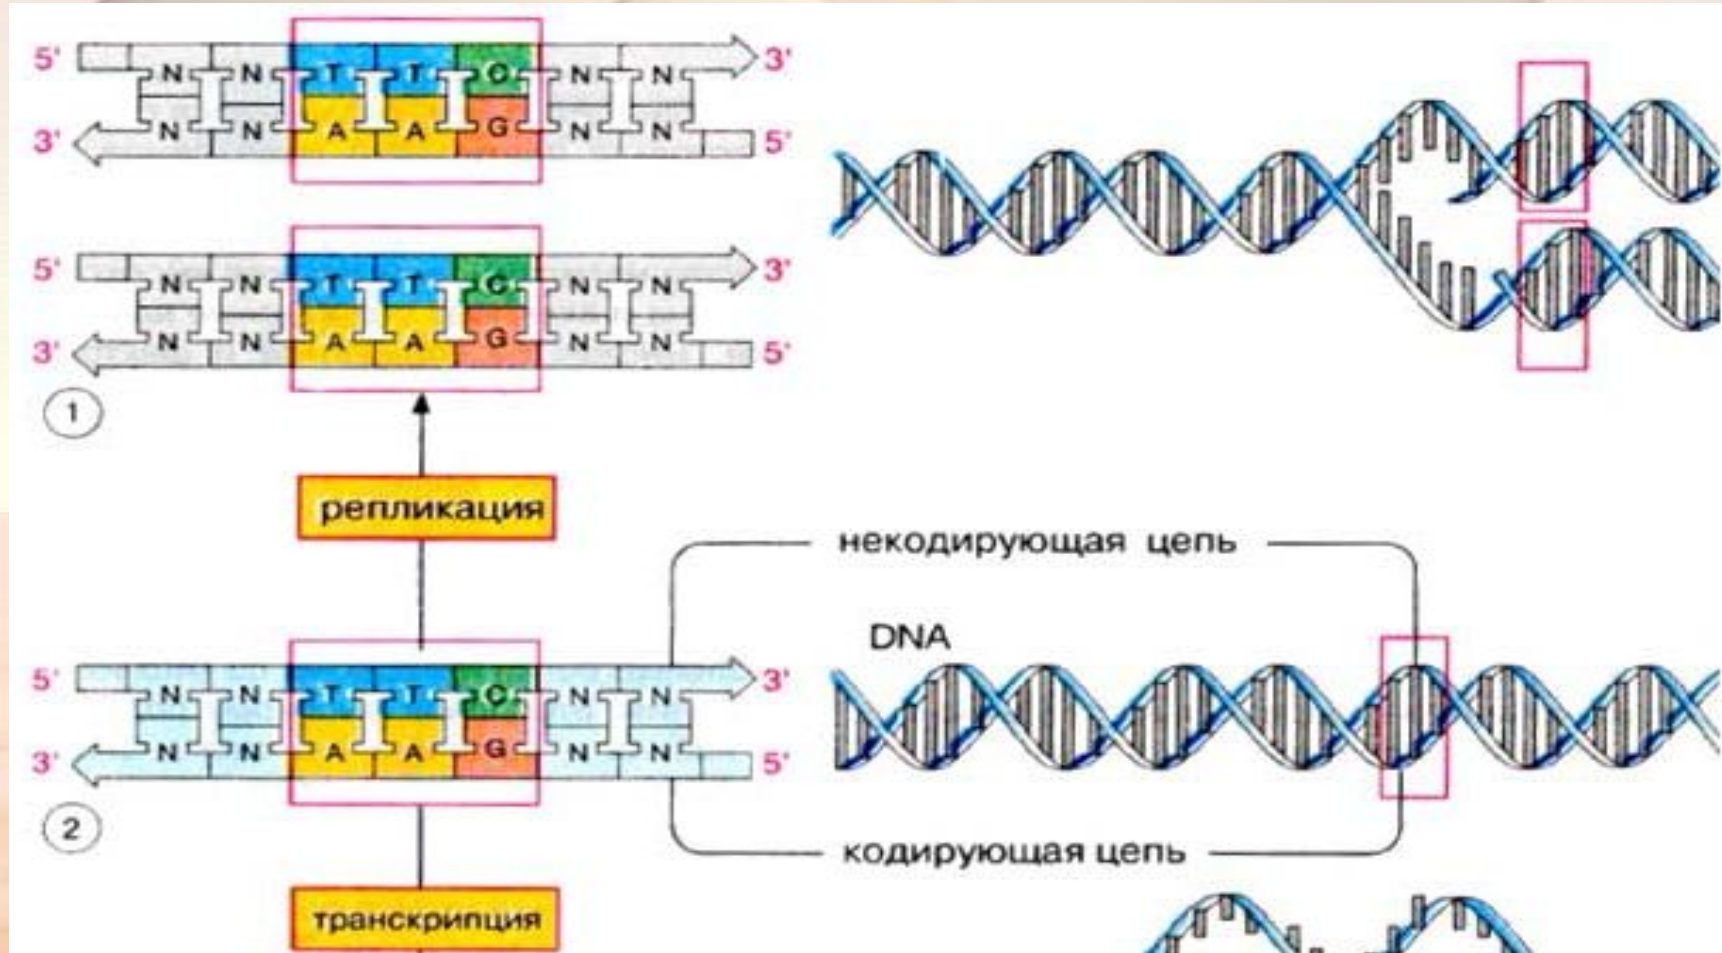 5' N N T T C N N 3'
3' N N A A G N N 5'
5' N N T T C N N 3'
3' N N A A G N N 5'
1
репликация
некодирующая цепь
DNA
5' N N T T C N N 3'
3' N N A A G N N 5'
2
кодирующая цепь
транскрипция